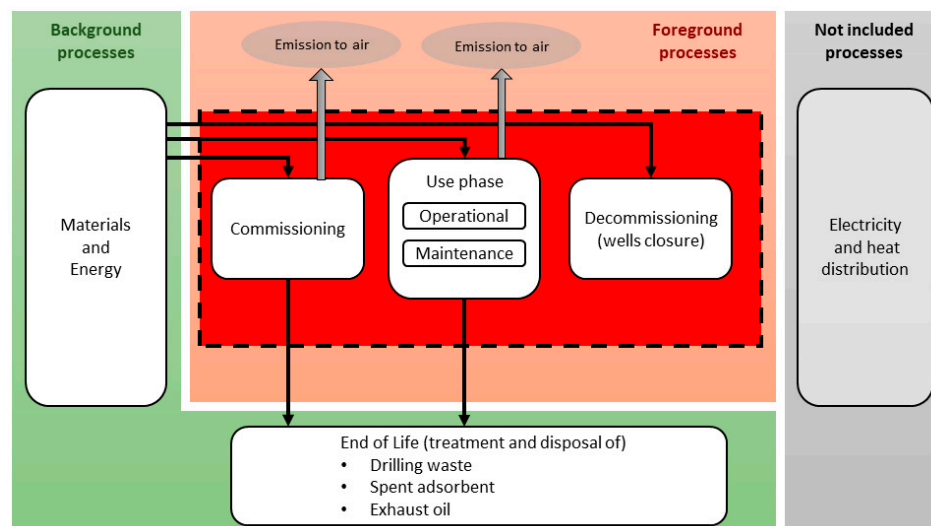 Background
processes
Emission to air
Emission to air
Foreground
processes
Not included
processes
Materials
and
Energy
Commissioning
Use phase
Operational
Maintenance
Decommissioning
(wells closure)
Electricity
and heat
distribution
End of Life (treatment and disposal of)
• Drilling waste
• Spent adsorbent
• Exhaust oil